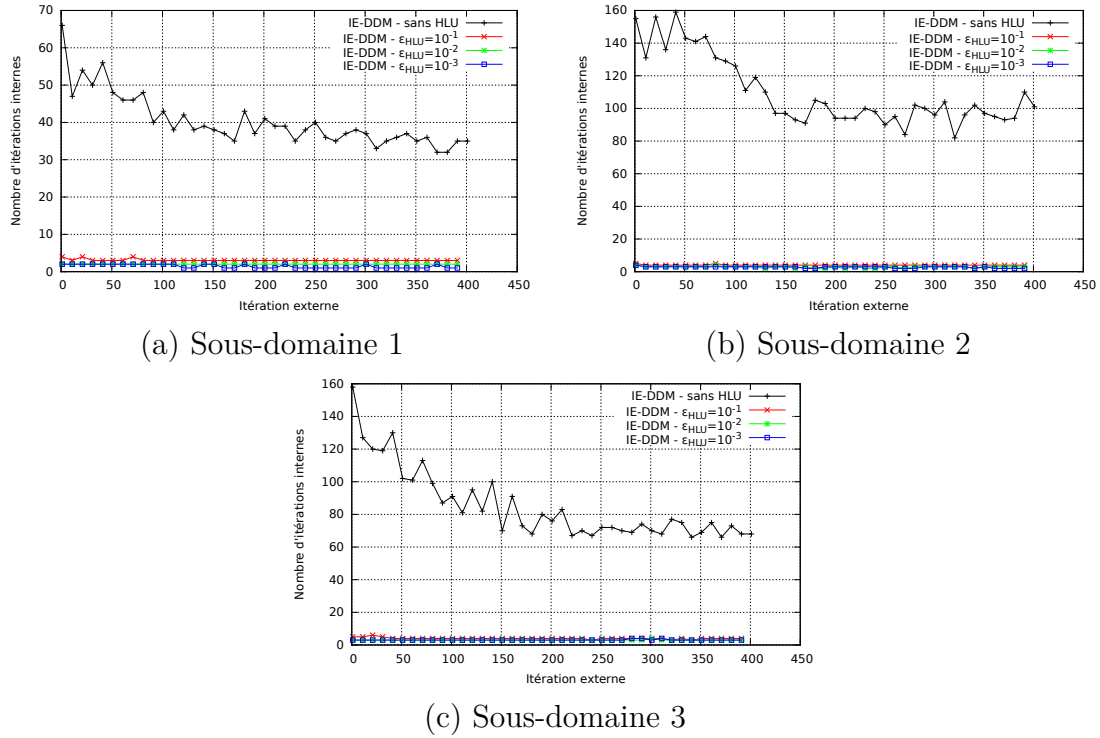 IE-DDM - sans HLU
IE-DDM - εHLU=10-1
IE-DDM - εHLU=10-2
IE-DDM - εHLU=10-3
Nombre d'itérations internes
70
60
50
40
30
20
10
0
0 50 100 150 200 250 300 350 400 450
Itération externe
(a) Sous-domaine 1
IE-DDM - sans HLU
IE-DDM - εHLU=10-1
IE-DDM - εHLU=10-2
IE-DDM - εHLU=10-3
Nombre d'itérations internes
160
140
120
100
80
60
40
20
0
0 50 100 150 200 250 300 350 400 450
Itération externe
(b) Sous-domaine 2
IE-DDM - sans HLU
IE-DDM - εHLU=10-1
IE-DDM - εHLU=10-2
IE-DDM - εHLU=10-3
Nombre d'itérations internes
160
140
120
100
80
60
40
20
0
0 50 100 150 200 250 300 350 400 450
Itération externe
(c) Sous-domaine 3